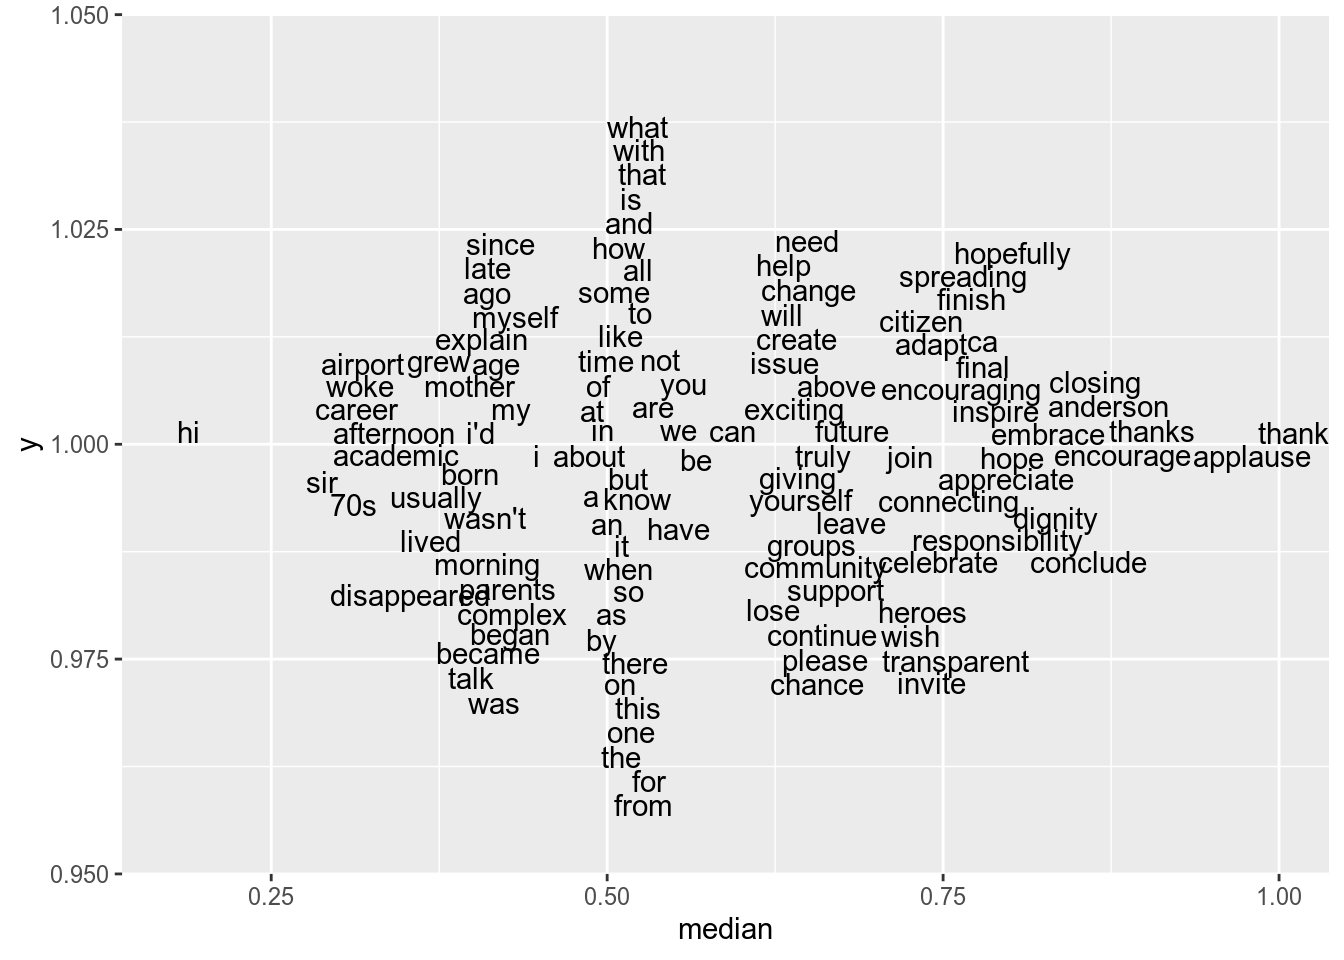 1.050
what
with
that
is
and
1.025
since
how
need
late
all
help
hopefully
ago
some
change
spreading
myself
to
will
finish
explain
like
create
citizen
airport grew age
time not
issue
adapt ca
woke mother
of you
above
final
career my
at are
exciting
encouraging closing
hi
1.000
afternoon i'd
in we can
future
inspire anderson
embrace thanks thank
academic
i about
be
truly join
hope encourage applause
sir
born
but
giving
appreciate
70s
usually
a know
yourself
connecting
wasn't
an have
leave
dignity
lived
it
groups
responsibility
morning
when
community
celebrate conclude
disappeared parents
so
support
complex
as
lose
heroes
began
by
continue wish
0.975
became
there
please transparent
talk
on
chance invite
was
this
one
the
for
from
0.950
0.25 0.50 0.75 1.00
median
y